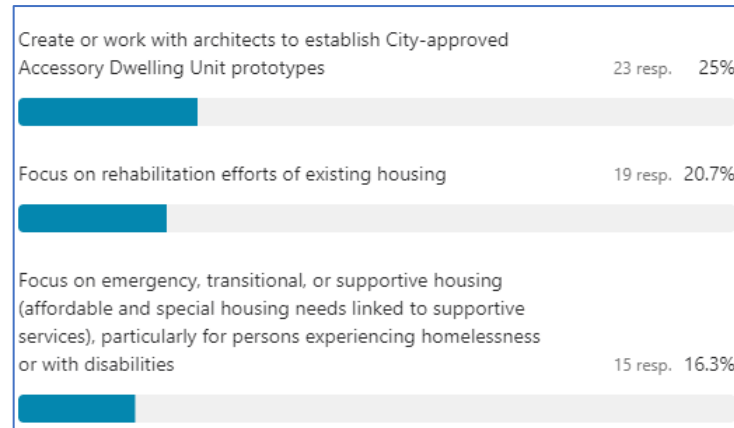 Create or work with architects to establish City-approved
Accessory Dwelling Unit prototypes 23 resp. 25%
Focus on rehabilitation efforts of existing housing 19 resp. 20.7%
Focus on emergency, transitional, or supportive housing
(affordable and special housing needs linked to supportive
services), particularly for persons experiencing homelessness
or with disabilities 15 resp. 16.3%